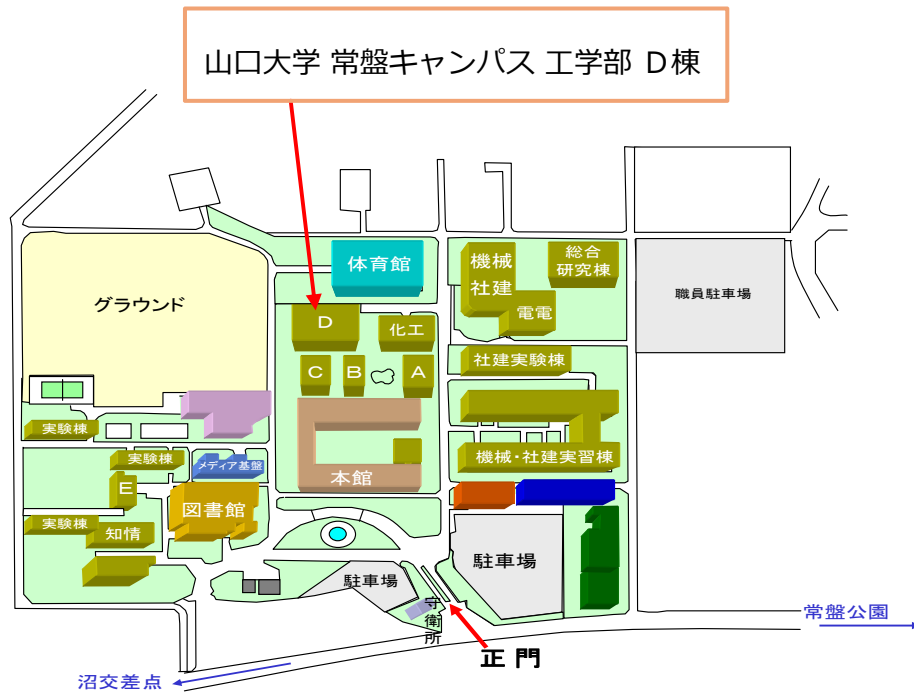 山口大学 常盤キャンパス 工学部 D棟
体育館
機械
社建
総合
研究棟
グラウンド
職員駐車場
D
化工
電電
C
B
A
社建実験棟
実験棟
実験棟
メディア基盤
本館
機械・社建実習棟
E
図書館
実験棟
知情
駐車場
駐車場
守衛所
正門
常盤公園
沼交差点